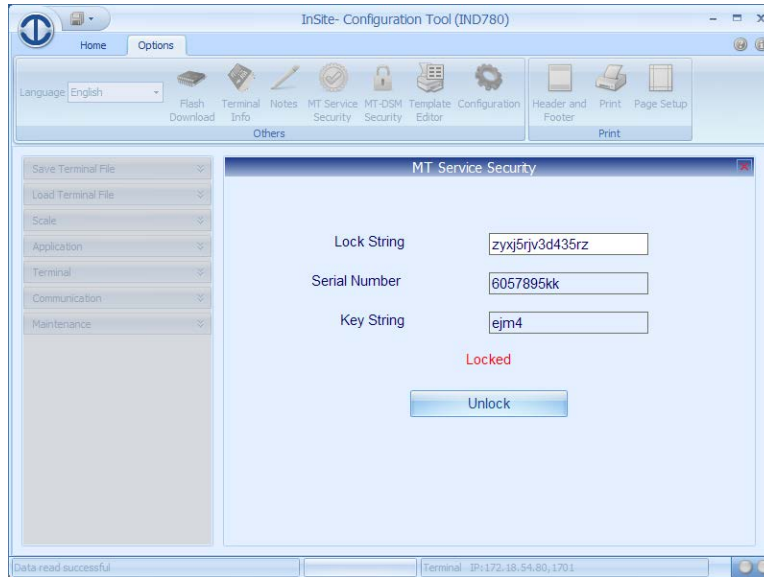 InSite- Configuration Tool (IND780)
Home
Options
Language English
Flash Download
Terminal Info
Notes
MT Service Security
MT-DSM Security
Template Editor
Configuration
Header and Footer
Print
Page Setup
Others
Print
Save Terminal File
Load Terminal File
Scale
Application
Terminal
Communication
Maintenance
MT Service Security
Lock String zyxj5rjv3d435rz
Serial Number 6057895kk
Key String ejm4
Locked
Unlock
Data read successful
Terminal IP:172.18.54.80,1701